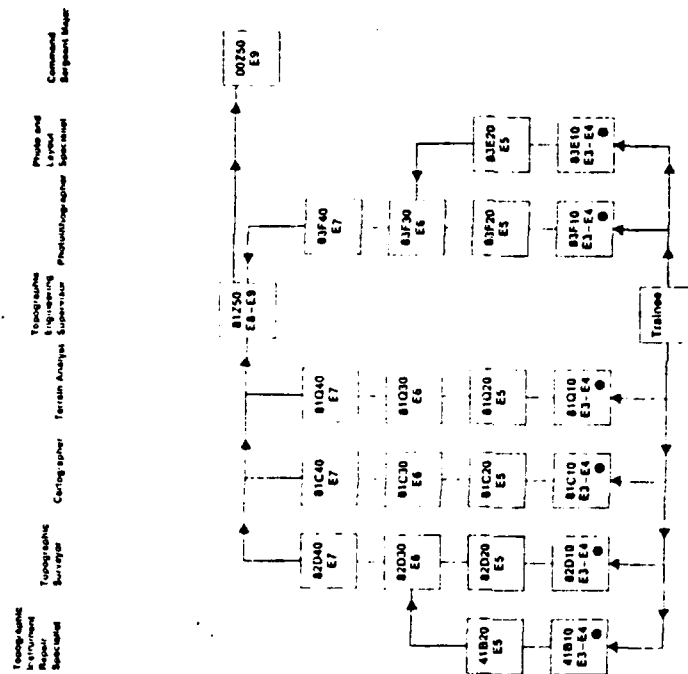 Topographic
Instrument
Repair
Specialist
Topographic
Surveyor
Cartographer
Terrain Analyst
Topographic
Engineering
Supervisor
Photolithographer
Photo and
Layout
Specialist
Command
Sergeant Major
00Z50
E9
81Z50
E8-E9
82D40
E7
81C40
E7
81Q40
E7
83F40
E7
82D30
E6
81C30
E6
81Q30
E6
83F30
E6
41B20
E5
82D20
E5
81C20
E5
81Q20
E5
83F20
E5
83E20
E5
41B10
E3-E4
82D10
E3-E4
81C10
E3-E4
81Q10
E3-E4
83F10
E3-E4
83E10
E3-E4
Trainee